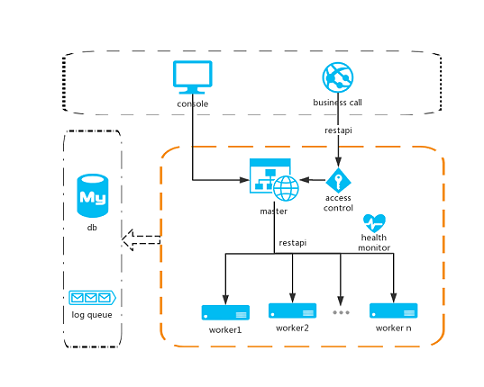 console
business call
restapi
My
db
master
access
control
health
monitor
restapi
log queue
worker1
worker2
worker n